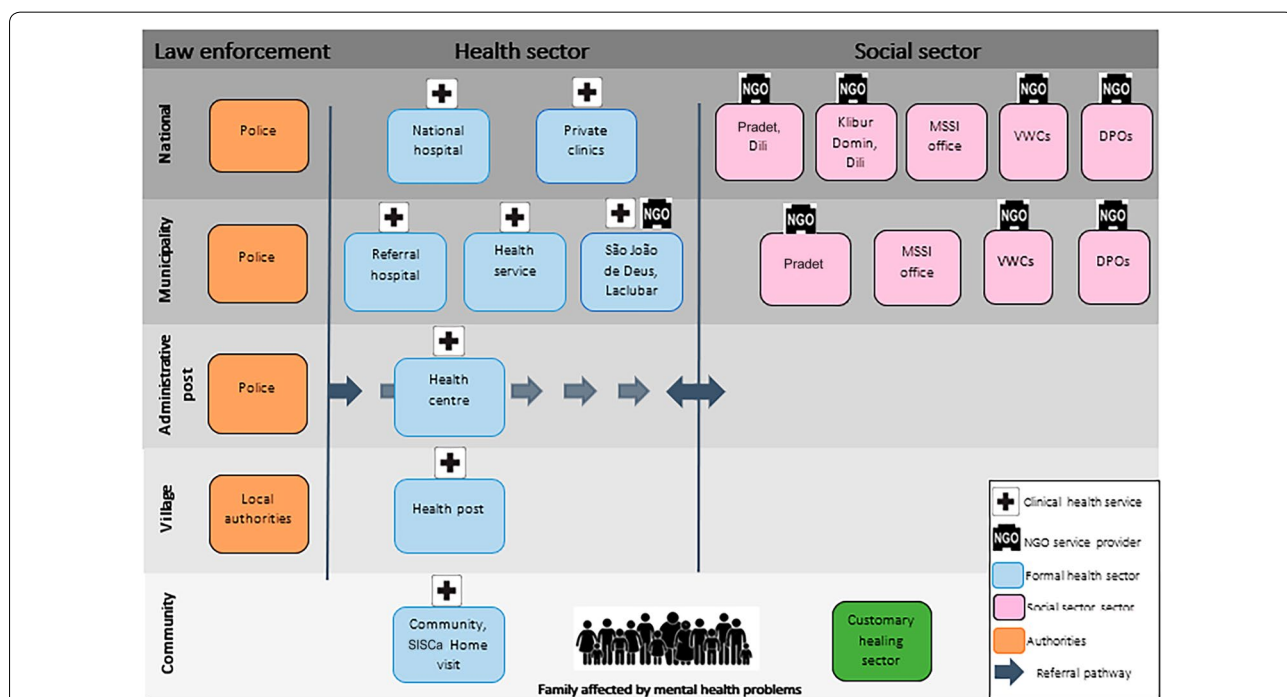 Law enforcement
Health sector
Social sector
National
Police
National
hospital
Private
clinics
NGO
Pradet,
Dili
NGO
Klibur
Domin,
Dili
MSSI
office
NGO
VWCs
NGO
DPOs
Municipality
Police
Referral
hospital
Health
service
NGO
São João
de Deus,
Laclubar
NGO
Pradet
MSSI
office
NGO
VWCs
NGO
DPOs
Administrative
post
Police
Health
centre
Village
Local
authorities
Health post
Community
Community,
SISCa Home
visit
Family affected by mental health problems
Customary
healing
sector
Clinical health service
NGO
NGO service provider
Formal health sector
Social sector sector
Authorities
Referral pathway